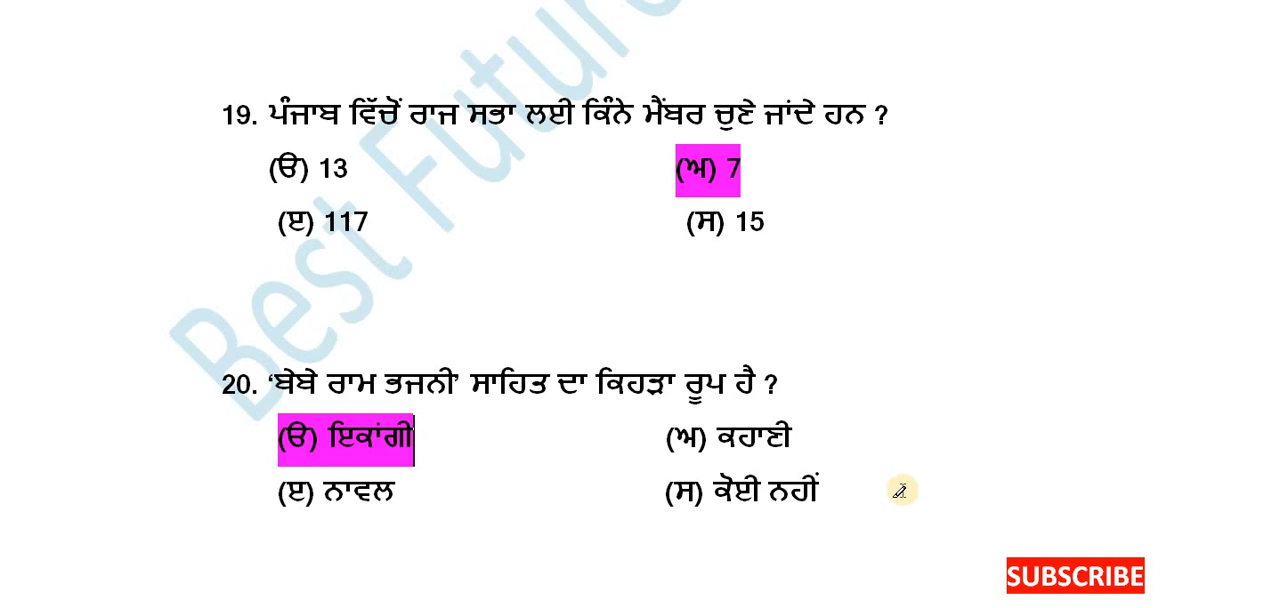 19. ਪੰਜਾਬ ਵਿੱਚੋਂ ਰਾਜ ਸਭਾ ਲਈ ਕਿੰਨੇ ਮੈਂਬਰ ਚੁਣੇ ਜਾਂਦੇ ਹਨ ?
(ੳ) 13 (ਅ) 7
(ੲ) 117 (ਸ) 15
20. ‘ਬੇਬੇ ਰਾਮ ਭਜਨੀ’ ਸਾਹਿਤ ਦਾ ਕਿਹੜਾ ਰੂਪ ਹੈ ?
(ੳ) ਇਕਾਂਗੀ (ਅ) ਕਹਾਣੀ
(ੲ) ਨਾਵਲ (ਸ) ਕੋਈ ਨਹੀਂ
Best Future
SUBSCRIBE